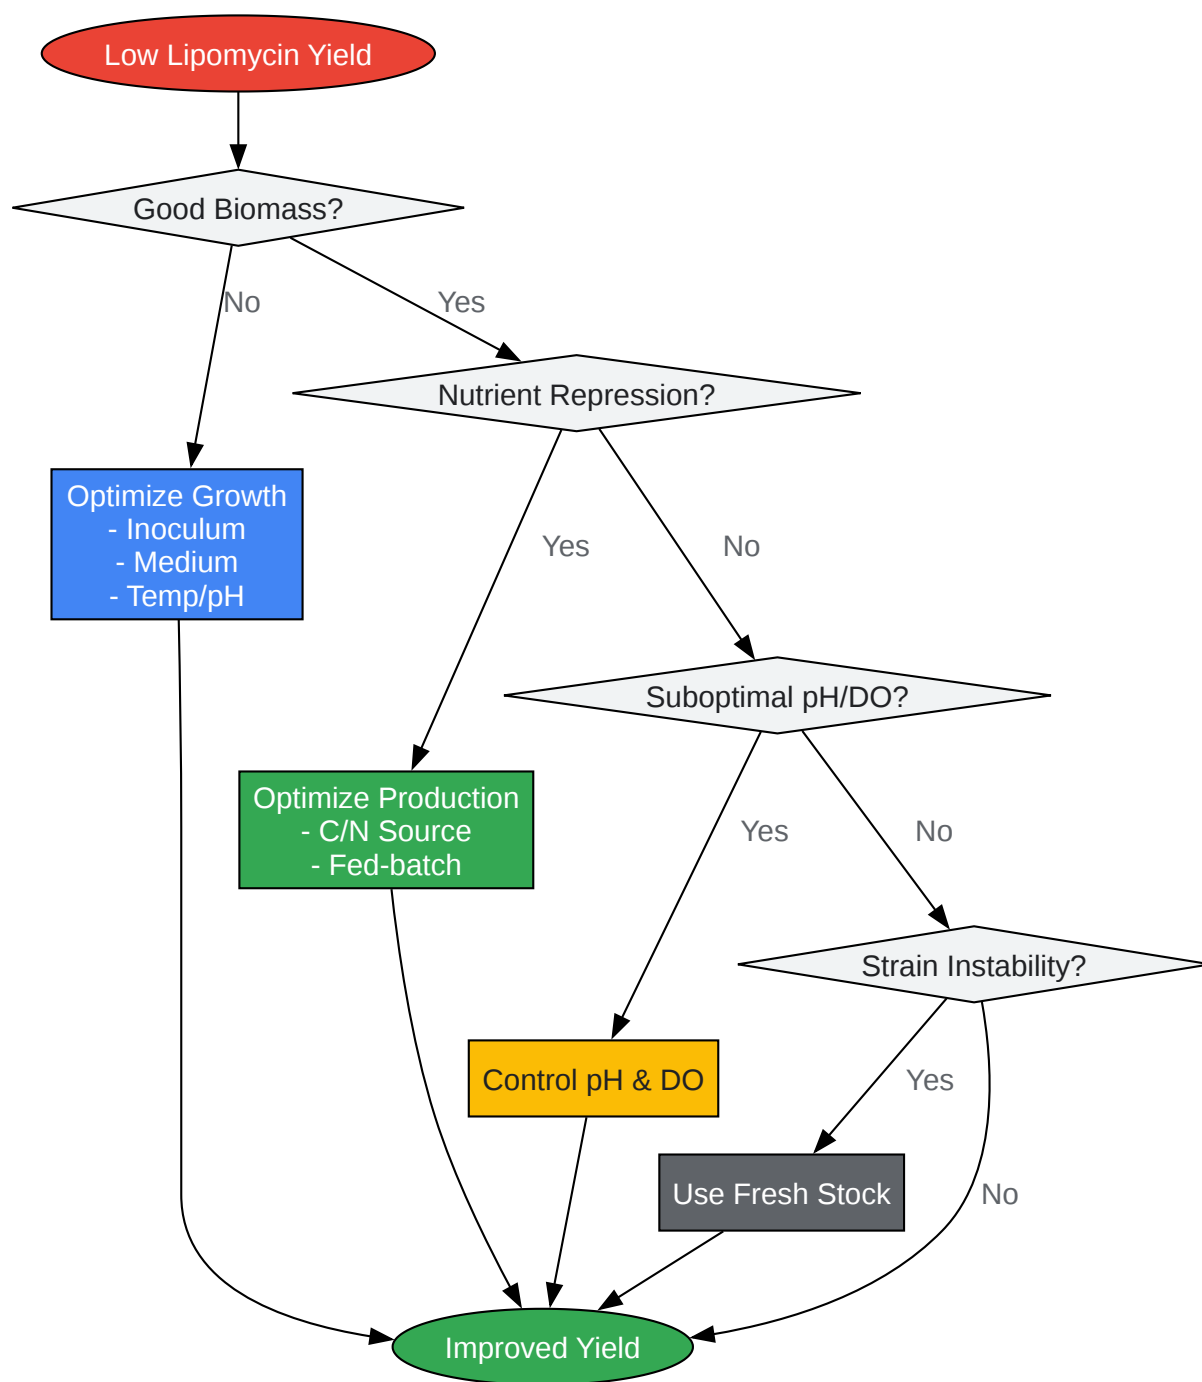 Low Lipomycin Yield
Good Biomass?
No
Yes
Nutrient Repression?
Optimize Growth
- Inoculum
- Medium
- Temp/pH
Yes
No
Suboptimal pH/DO?
Optimize Production
- C/N Source
- Fed-batch
Yes
No
Strain Instability?
Control pH & DO
Yes
Use Fresh Stock
No
Improved Yield